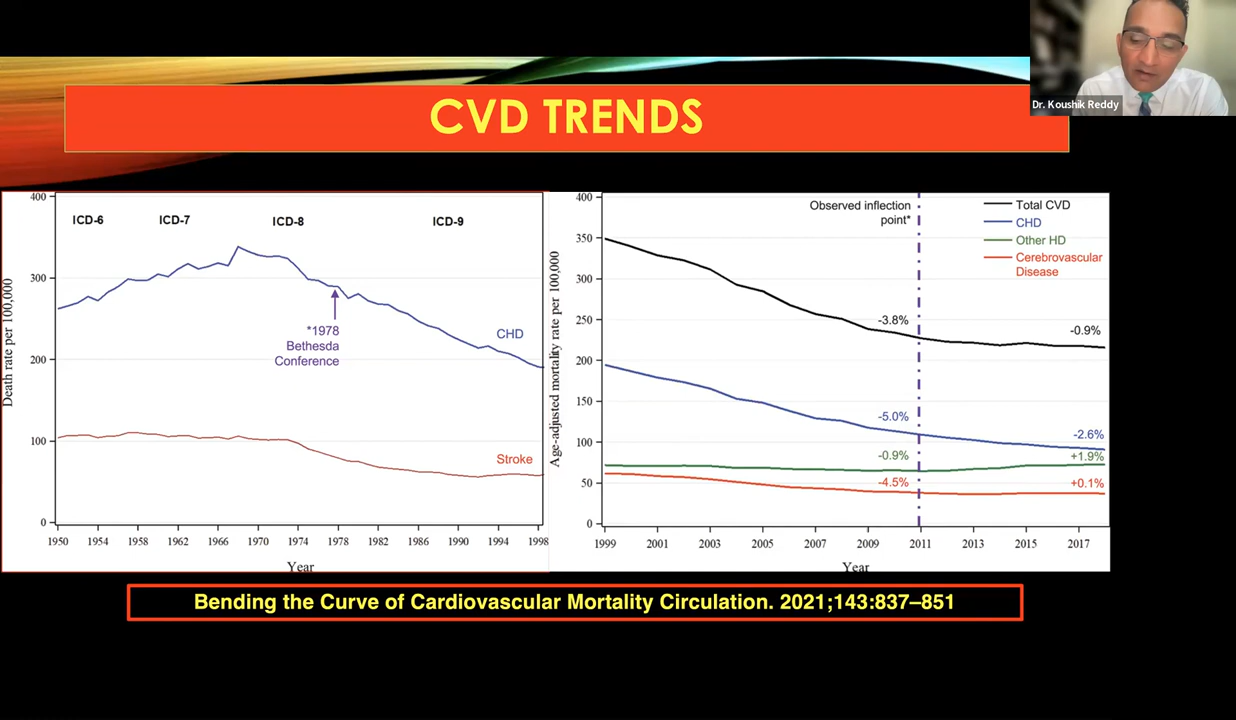 Dr. Koushik Reddy
CVD TRENDS
400
300
200
100
0
Death rate per 100,000
ICD-6
ICD-7
ICD-8
ICD-9
*1978
Bethesda
Conference
CHD
Stroke
1950 1954 1958 1962 1966 1970 1974 1978 1982 1986 1990 1994 1998
Year
400
350
300
250
200
150
100
50
0
Age-adjusted mortality rate per 100,000
Observed inflection
point*
Total CVD
CHD
Other HD
Cerebrovascular
Disease
-3.8%
-0.9%
-5.0%
-2.6%
-0.9%
+1.9%
-4.5%
+0.1%
1999 2001 2003 2005 2007 2009 2011 2013 2015 2017
Year
Bending the Curve of Cardiovascular Mortality Circulation. 2021;143:837–851